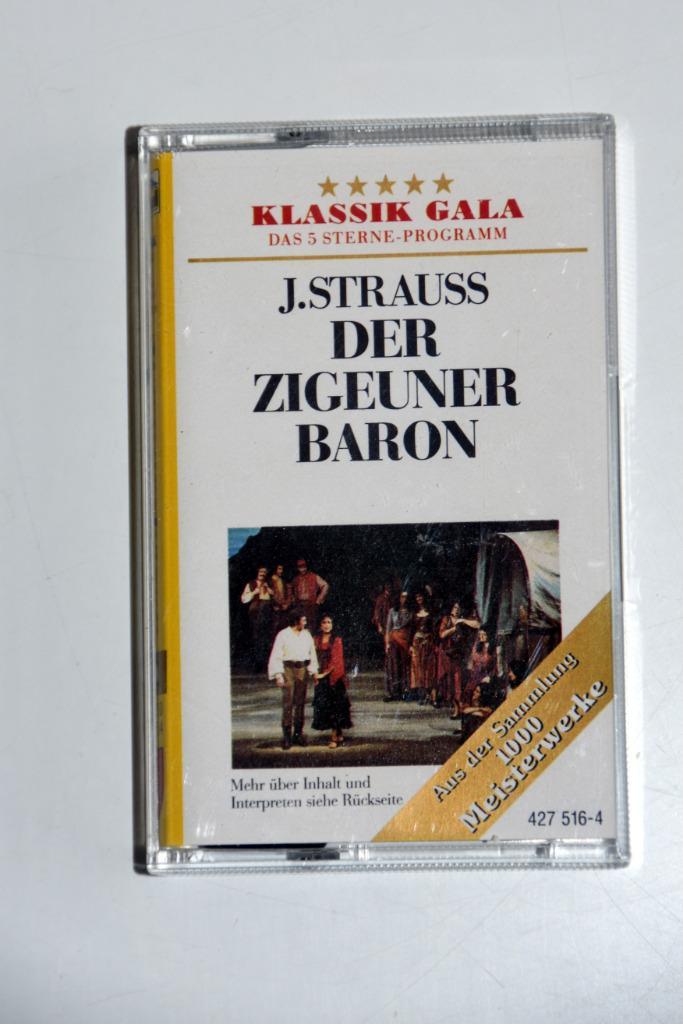 KLASSIK GALA
DAS 5 STERNE-PROGRAMM
J.STRAUSS
DER
ZIGEUNER
BARON
Mehr über Inhalt und
Interpreten siehe Rückseite
Aus der Sammlung
1000
Meisterwerke
427 516-4